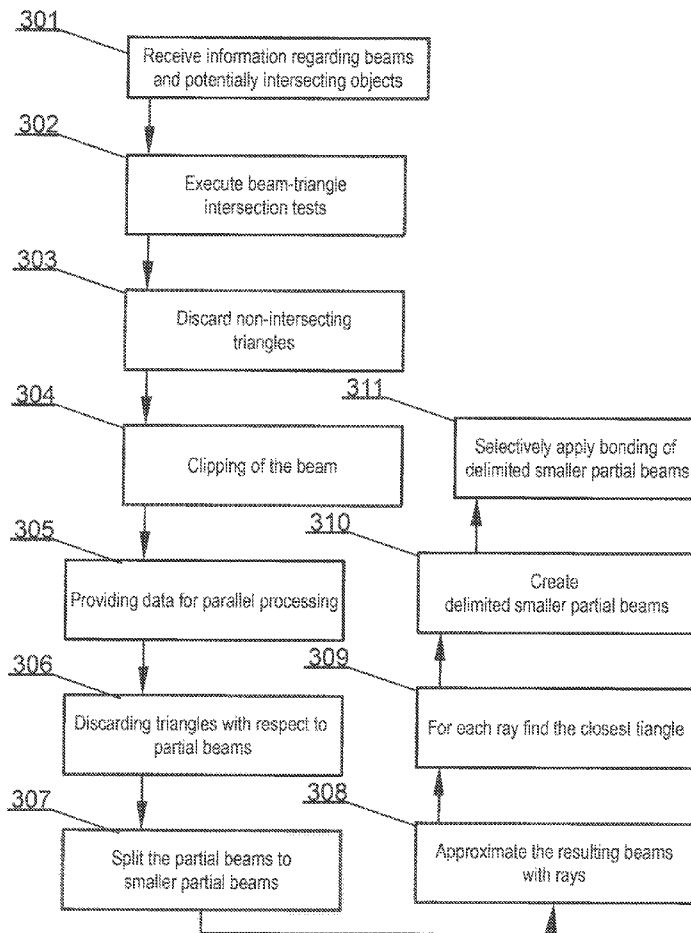 301
Receive information regarding beams
and potentially intersecting objects
302
Execute beam-triangle
intersection tests
303
Discard non-intersecting
triangles
304
Clipping of the beam
305
Providing data for parallel processing
306
Discarding triangles with respect to
partial beams
307
Split the partial beams to
smaller partial beams
308
Approximate the resulting beams
with rays
309
For each ray find the closest tiangle
310
Create
delimited smaller partial beams
311
Selectively apply bonding of
delimited smaller partial beams